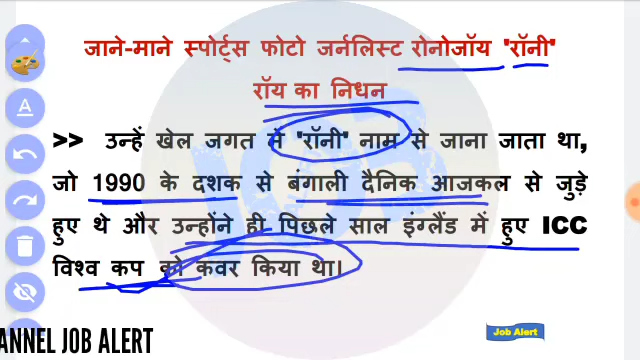 जाने-माने स्पोर्ट्स फोटो जर्नलिस्ट रोनोजॉय 'रॉनी'
रॉय का निधन
>> उन्हें खेल जगत में 'रॉनी' नाम से जाना जाता था,
जो 1990 के दशक से बंगाली दैनिक आजकल से जुड़े
हुए थे और उन्होंने ही पिछले साल इंग्लैंड में हुए ICC
विश्व कप को कवर किया था।
ANNEL JOB ALERT
Job Alert